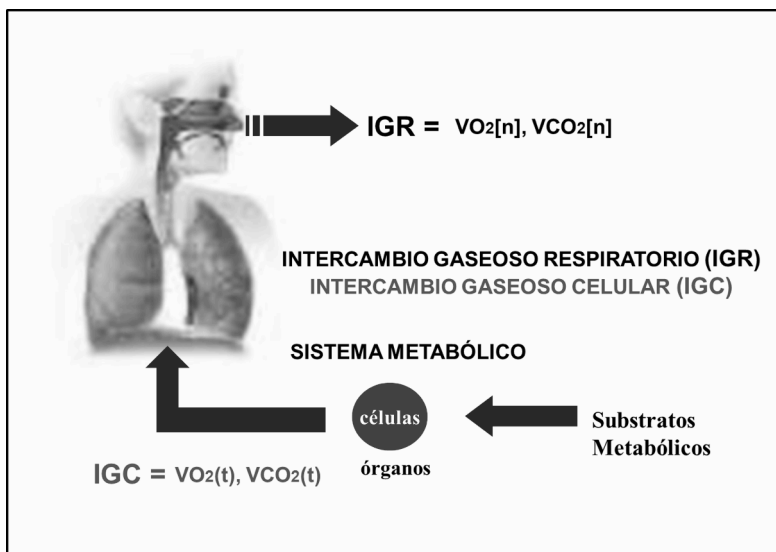 IGR = VO2[n], VCO2[n]
INTERCAMBIO GASEOSO RESPIRATORIO (IGR)
INTERCAMBIO GASEOSO CELULAR (IGC)
SISTEMA METABÓLICO
células
órganos
Substratos
Metabólicos
IGC = VO2(t), VCO2(t)